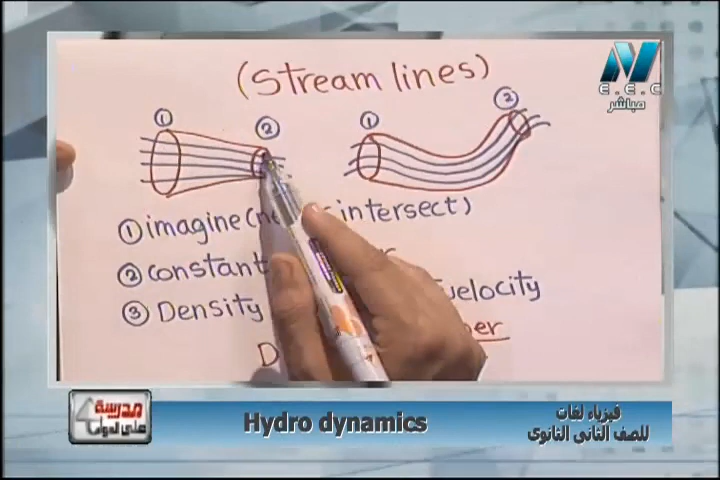 (Stream lines)
① ② ① ②
① imagine (intersect)
② constant
③ Density velocity
E.E.C
مباشر
مدرسة
على الهواء
Hydro dynamics
فيزياء لغات
للصف الثانى الثانوى